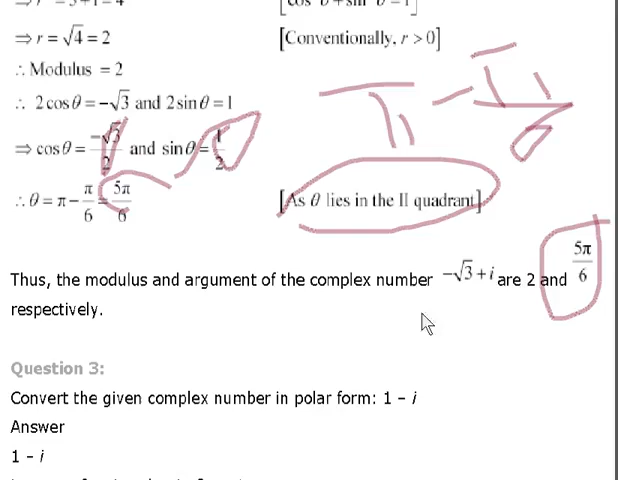 ⇒ r = √4 = 2 [Conventionally, r > 0]
∴ Modulus = 2
∴ 2 cos θ = −√3 and 2 sin θ = 1
⇒ cos θ = −√3/2 and sin θ = 1/2
∴ θ = π − π/6 = 5π/6 [As θ lies in the II quadrant]
π − π/6
Thus, the modulus and argument of the complex number −√3 + i are 2 and 5π/6
respectively.
Question 3:
Convert the given complex number in polar form: 1 – i
Answer
1 – i